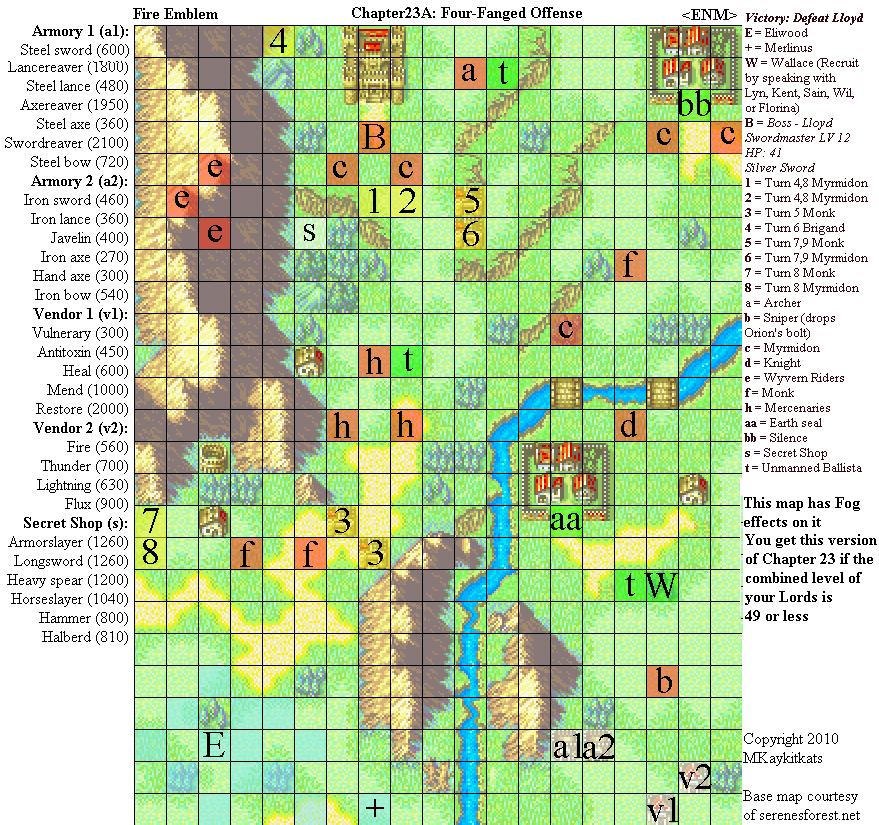 Fire Emblem
Chapter23A: Four-Fanged Offense
<ENM>
Armory 1 (a1):
Steel sword (600)
Lancereaver (1800)
Steel lance (480)
Axereaver (1950)
Steel axe (360)
Swordreaver (2100)
Steel bow (720)
Armory 2 (a2):
Iron sword (460)
Iron lance (360)
Javelin (400)
Iron axe (270)
Hand axe (300)
Iron bow (540)
Vendor 1 (v1):
Vulnerary (300)
Antitoxin (450)
Heal (600)
Mend (1000)
Restore (2000)
Vendor 2 (v2):
Fire (560)
Thunder (700)
Lightning (630)
Flux (900)
Secret Shop (s):
Armorslayer (1260)
Longsword (1260)
Heavy spear (1200)
Horseslayer (1040)
Hammer (800)
Halberd (810)
4
a t
bb
B c c
e c c
e 1 2 5
e s 6
f
c
h t
h h d
7 3 aa
8 f f 3
t W
b
E a1 a2
v2
+ v1
Victory: Defeat Lloyd
E = Eliwood
+ = Merlinus
W = Wallace (Recruit
by speaking with
Lyn, Kent, Sain, Wil,
or Florina)
B = Boss - Lloyd
Swordmaster LV 12
HP: 41
Silver Sword
1 = Turn 4,8 Myrmidon
2 = Turn 4,8 Myrmidon
3 = Turn 5 Monk
4 = Turn 6 Brigand
5 = Turn 7,9 Monk
6 = Turn 7,9 Myrmidon
7 = Turn 8 Monk
8 = Turn 8 Myrmidon
a = Archer
b = Sniper (drops
Orion's bolt)
c = Myrmidon
d = Knight
e = Wyvern Riders
f = Monk
h = Mercenaries
aa = Earth seal
bb = Silence
s = Secret Shop
t = Unmanned Ballista
This map has Fog
effects on it
You get this version
of Chapter 23 if the
combined level of
your Lords is
49 or less
Copyright 2010
MKaykitkats
Base map courtesy
of serenesforest.net